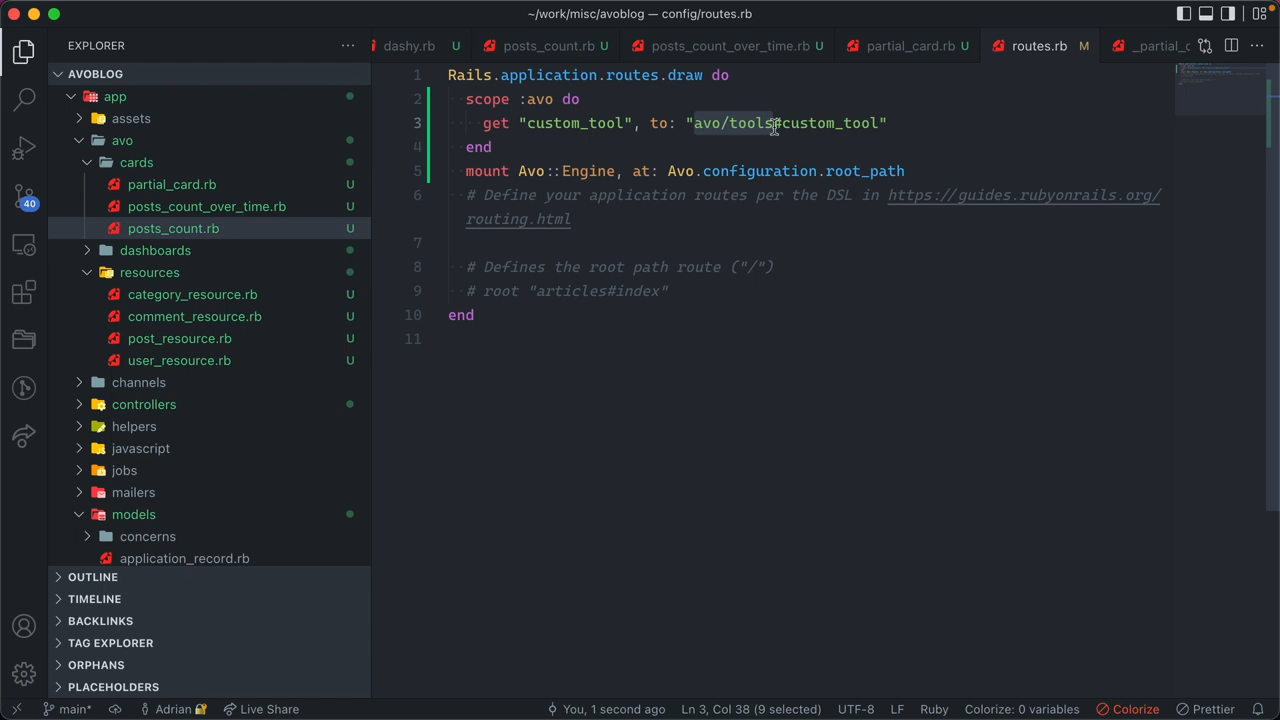 ~/work/misc/avoblog — config/routes.rb
EXPLORER
dashy.rb U
posts_count.rb U
posts_count_over_time.rb U
partial_card.rb U
routes.rb M
_partial_c
AVOBLOG
app
assets
avo
cards
partial_card.rb U
posts_count_over_time.rb U
posts_count.rb U
dashboards
resources
category_resource.rb U
comment_resource.rb U
post_resource.rb U
user_resource.rb U
channels
controllers
helpers
javascript
jobs
mailers
models
concerns
application_record.rb
OUTLINE
TIMELINE
BACKLINKS
TAG EXPLORER
ORPHANS
PLACEHOLDERS
40
1 Rails.application.routes.draw do
2 scope :avo do
3 get "custom_tool", to: "avo/tools#custom_tool"
4 end
5 mount Avo::Engine, at: Avo.configuration.root_path
6 # Define your application routes per the DSL in https://guides.rubyonrails.org/
routing.html
7
8 # Defines the root path route ("/")
9 # root "articles#index"
10 end
11
main*
Adrian
Live Share
You, 1 second ago
Ln 3, Col 38 (9 selected)
UTF-8
LF
Ruby
Colorize: 0 variables
Colorize
Prettier